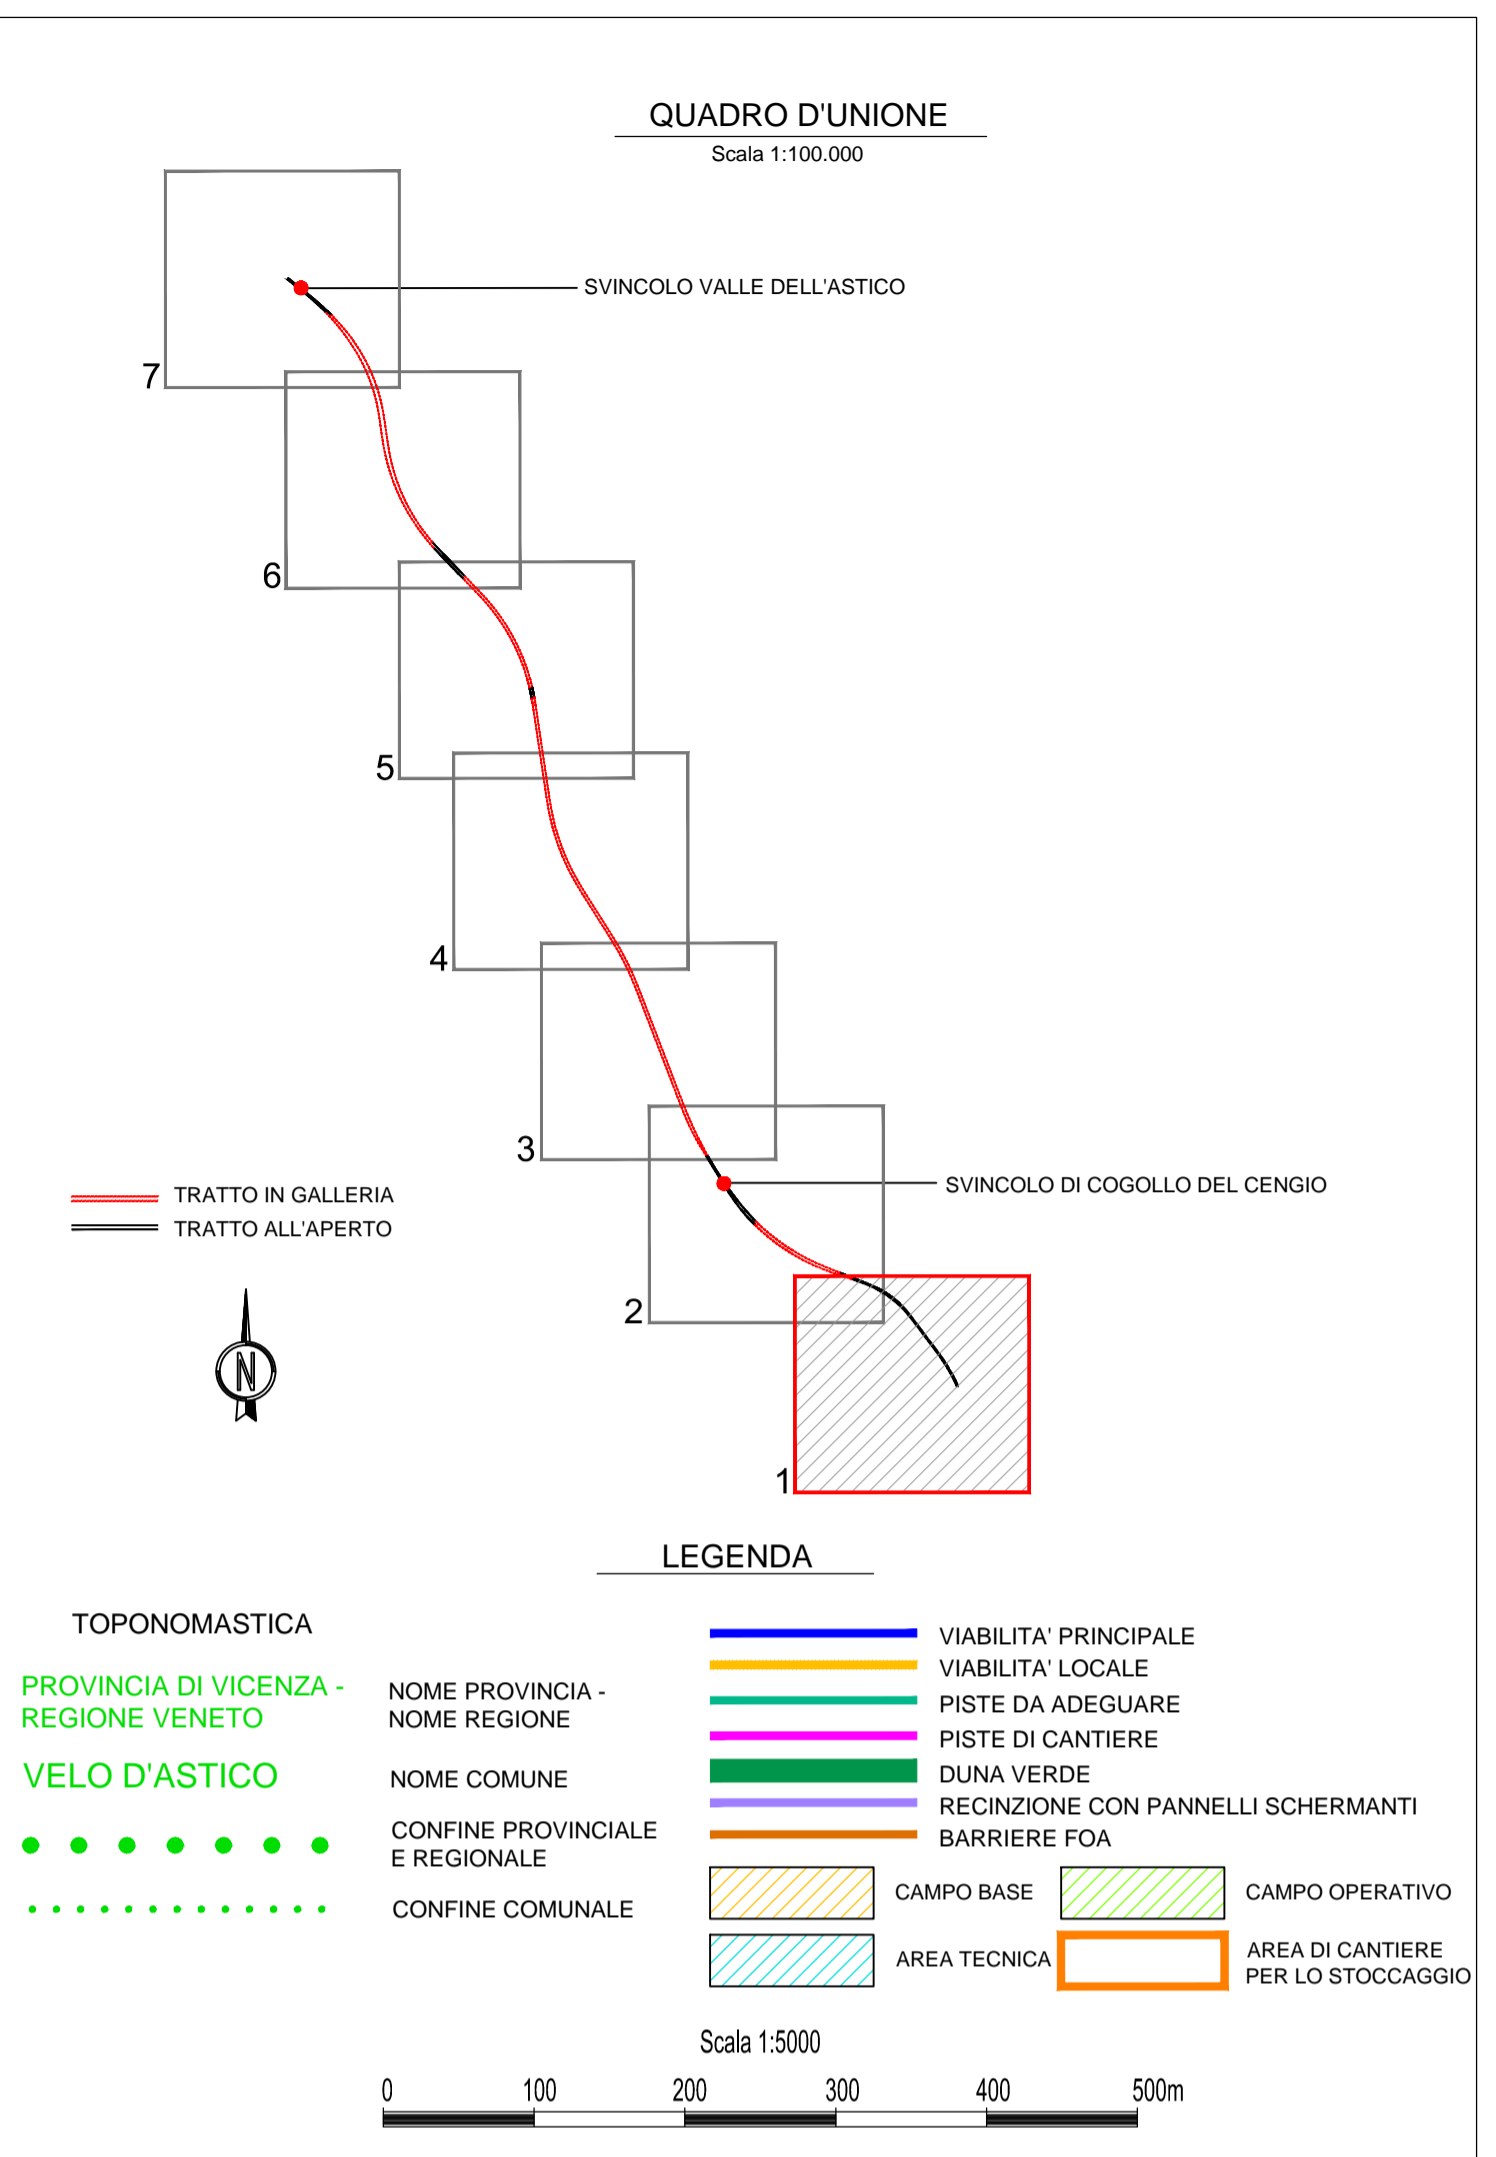 QUADRO D'UNIONE
Scala 1:100.000
SVINCOLO VALLE DELL'ASTICO
7
6
5
4
3
TRATTO IN GALLERIA
TRATTO ALL'APERTO
SVINCOLO DI COGOLLO DEL CENGIO
2
N
1
LEGENDA
TOPONOMASTICA
PROVINCIA DI VICENZA -
REGIONE VENETO
NOME PROVINCIA -
NOME REGIONE
VELO D'ASTICO
NOME COMUNE
CONFINE PROVINCIALE
E REGIONALE
CONFINE COMUNALE
VIABILITA' PRINCIPALE
VIABILITA' LOCALE
PISTE DA ADEGUARE
PISTE DI CANTIERE
DUNA VERDE
RECINZIONE CON PANNELLI SCHERMANTI
BARRIERE FOA
CAMPO BASE
CAMPO OPERATIVO
AREA TECNICA
AREA DI CANTIERE
PER LO STOCCAGGIO
Scala 1:5000
0 100 200 300 400 500m